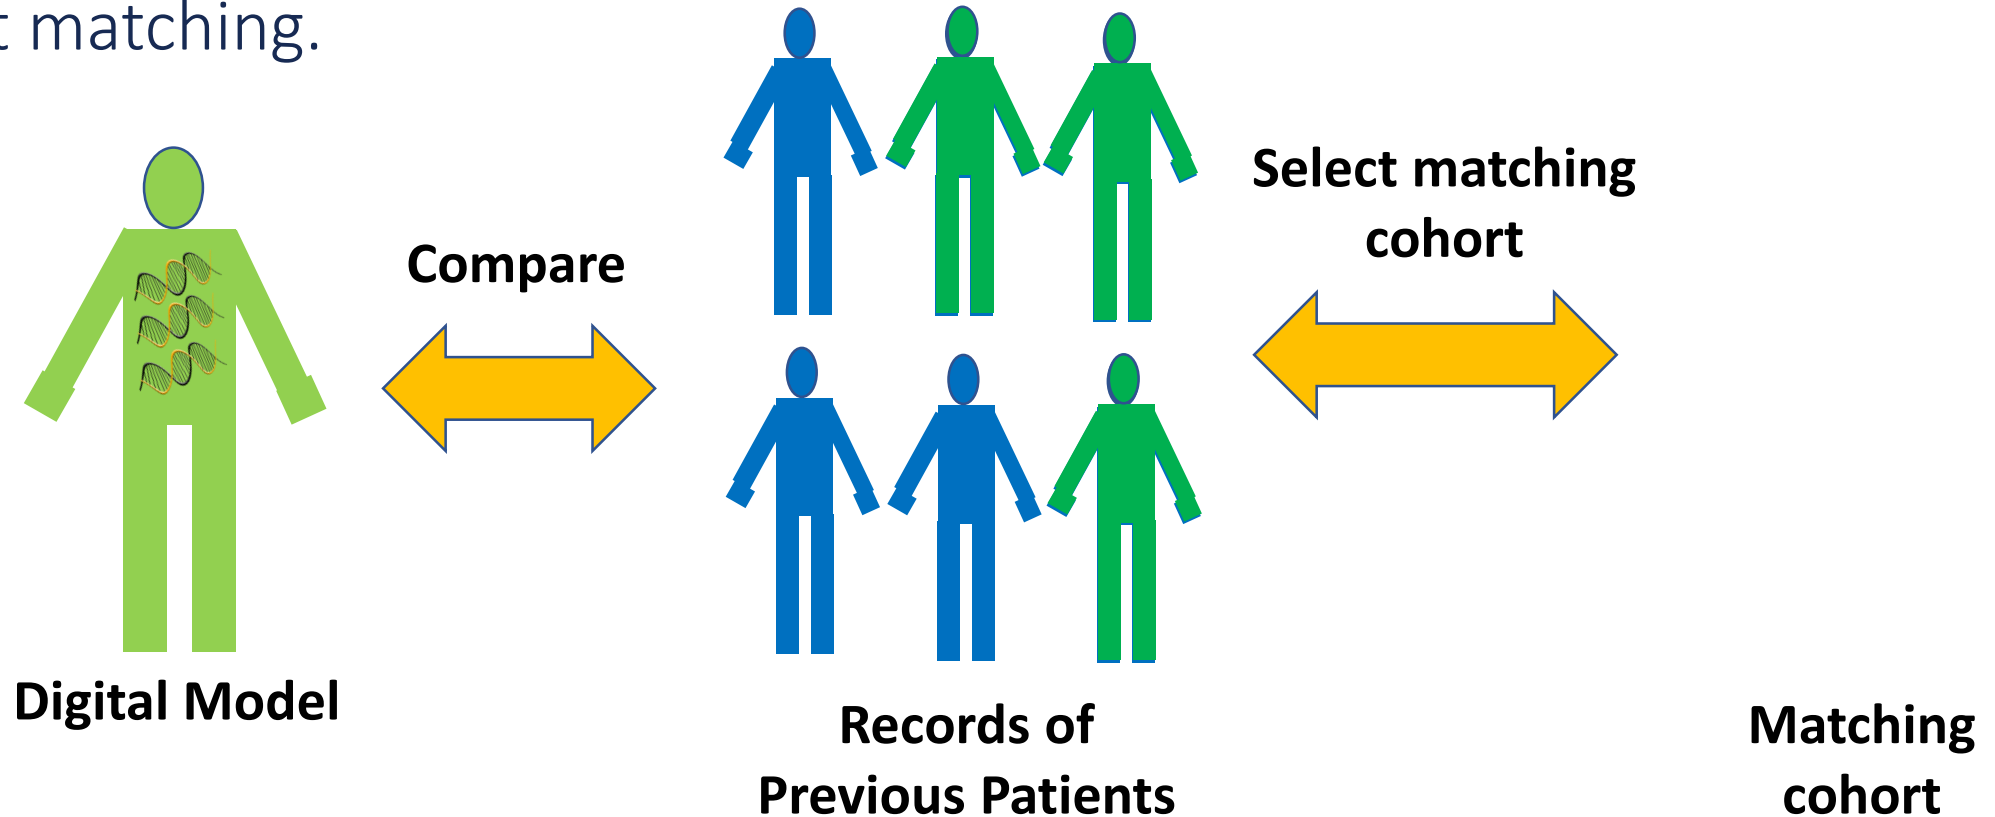 t matching.
Select matching
cohort
Compare
Digital Model
Records of
Previous Patients
Matching
cohort